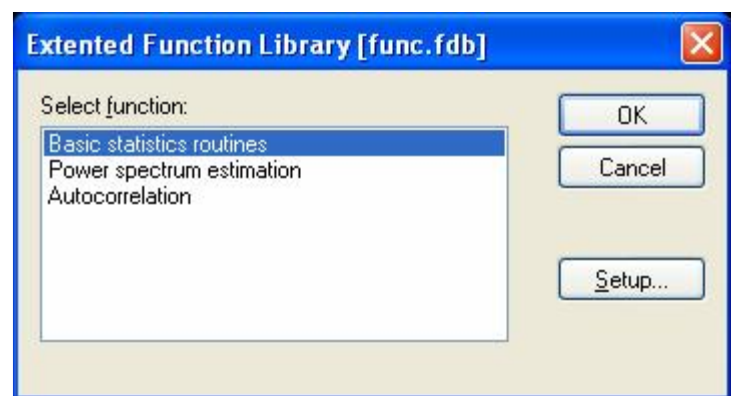 Extented Function Library [func.fdb]
Select function:
Basic statistics routines
Power spectrum estimation
Autocorrelation
OK
Cancel
Setup...